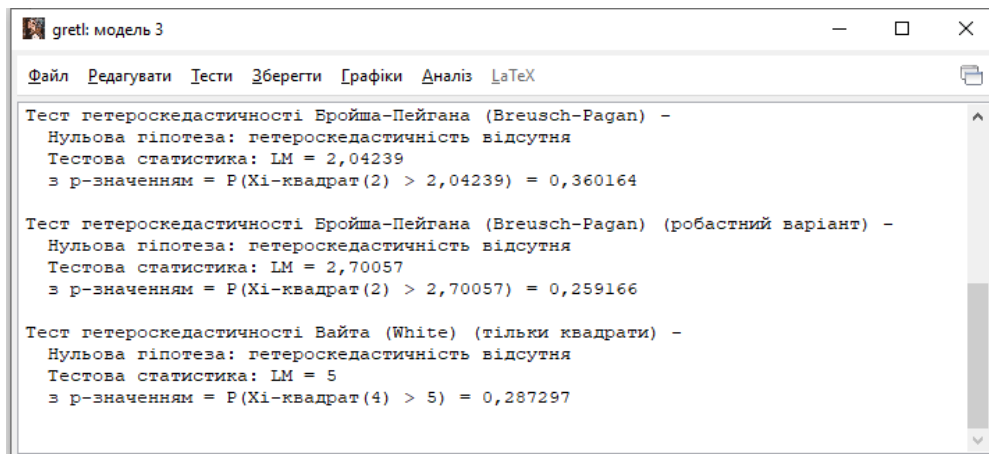 gretl: модель 3
Файл Редагувати Тести Зберегти Графіки Аналіз LaTeX
Тест гетероскедастичності Бройша-Пейгана (Breusch-Pagan) -
Нульова гіпотеза: гетероскедастичність відсутня
Тестова статистика: LM = 2,04239
з p-значенням = P(Хі-квадрат(2) > 2,04239) = 0,360164
Тест гетероскедастичності Бройша-Пейгана (Breusch-Pagan) (робастний варіант) -
Нульова гіпотеза: гетероскедастичність відсутня
Тестова статистика: LM = 2,70057
з p-значенням = P(Хі-квадрат(2) > 2,70057) = 0,259166
Тест гетероскедастичності Вайта (White) (тільки квадрати) -
Нульова гіпотеза: гетероскедастичність відсутня
Тестова статистика: LM = 5
з p-значенням = P(Хі-квадрат(4) > 5) = 0,287297